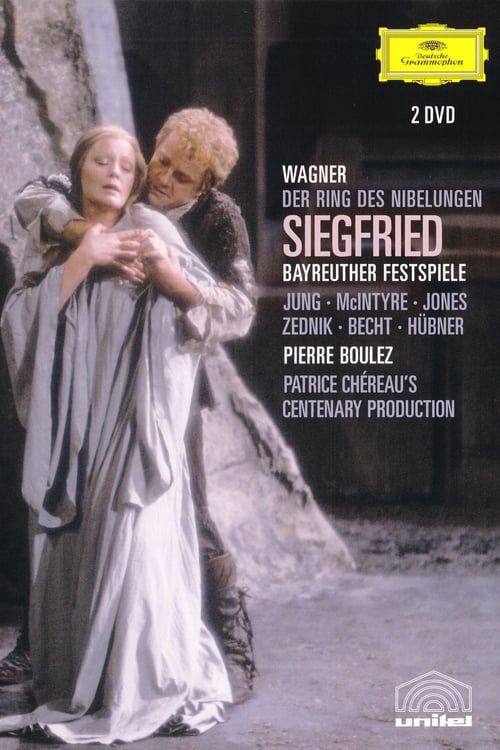 Deutsche
Grammophon
2 DVD
WAGNER
DER RING DES NIBELUNGEN
SIEGFRIED
BAYREUTHER FESTSPIELE
JUNG · McINTYRE · JONES
ZEDNIK · BECHT · HÜBNER
PIERRE BOULEZ
PATRICE CHÉREAU'S
CENTENARY PRODUCTION
unitel